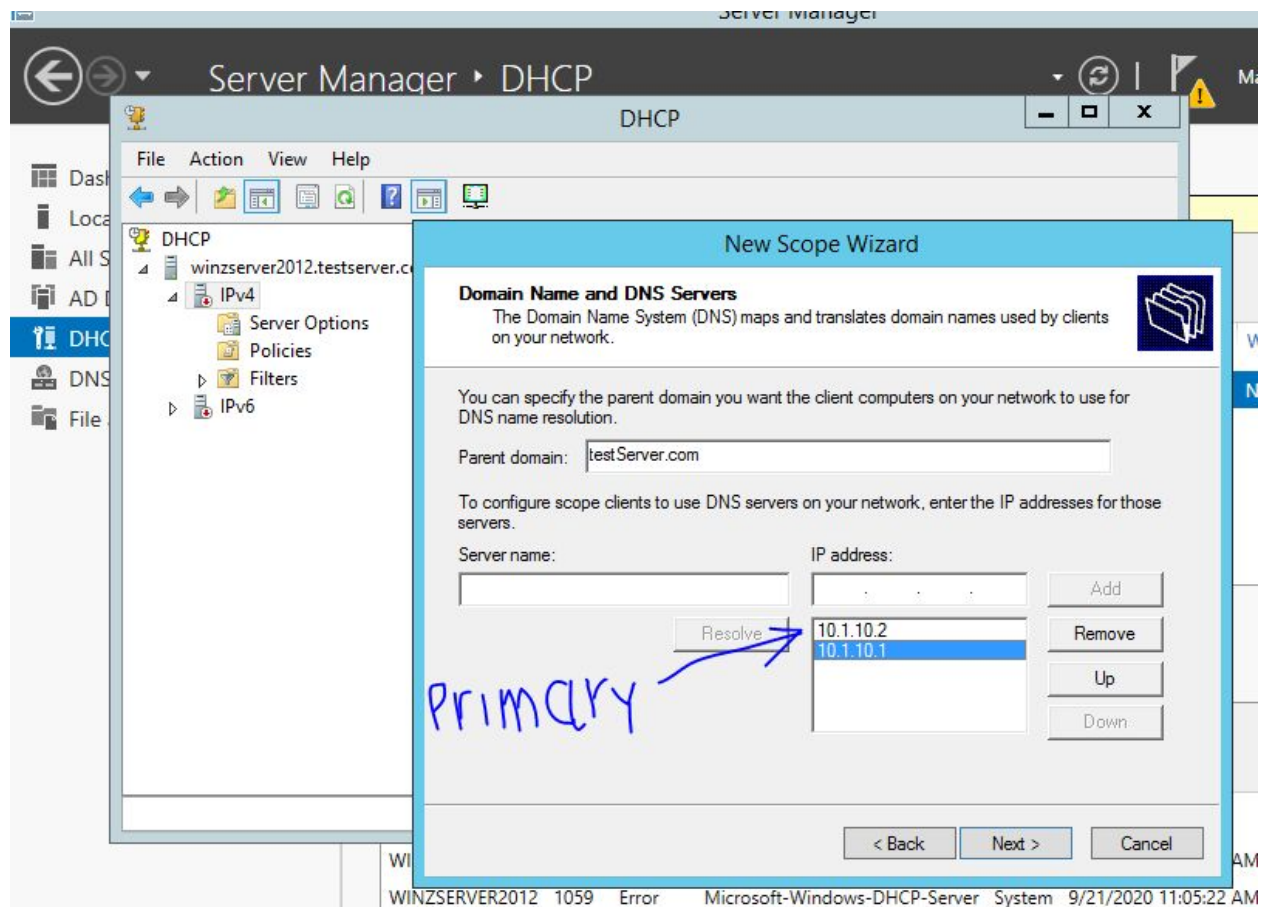 Server Manager
Server Manager ‣ DHCP
DHCP
File Action View Help
DHCP
winzserver2012.testserver.c
IPv4
Server Options
Policies
Filters
IPv6
AD
DHC
DNS
File
New Scope Wizard
Domain Name and DNS Servers
The Domain Name System (DNS) maps and translates domain names used by clients
on your network.
You can specify the parent domain you want the client computers on your network to use for
DNS name resolution.
Parent domain: testServer.com
To configure scope clients to use DNS servers on your network, enter the IP addresses for those
servers.
Server name: IP address:
Add
Resolve 10.1.10.2 Remove
10.1.10.1
Up
Primary
Down
< Back Next > Cancel
WINZSERVER2012 1059 Error Microsoft-Windows-DHCP-Server System 9/21/2020 11:05:22 AM